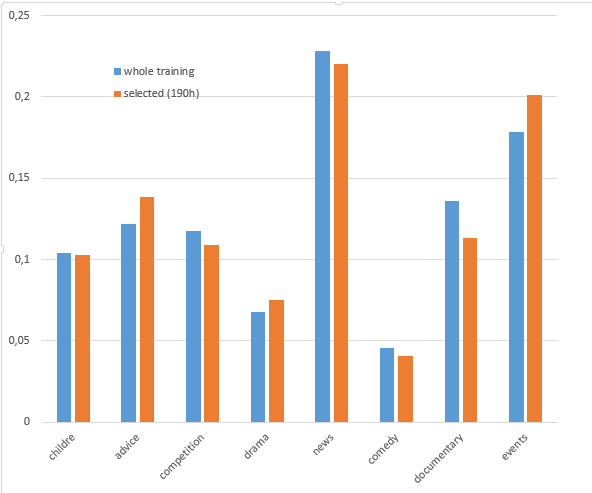 0,25
whole training
selected (190h)
0,2
0,15
0,1
0,05
0
childre
advice
competition
drama
news
comedy
documentary
events